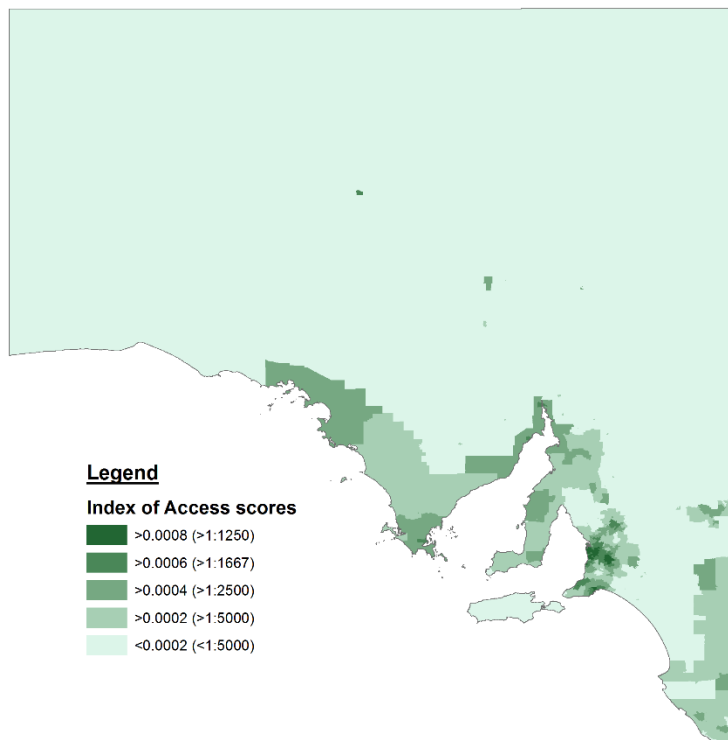 Legend
Index of Access scores
>0.0008 (>1:1250)
>0.0006 (>1:1667)
>0.0004 (>1:2500)
>0.0002 (>1:5000)
<0.0002 (<1:5000)